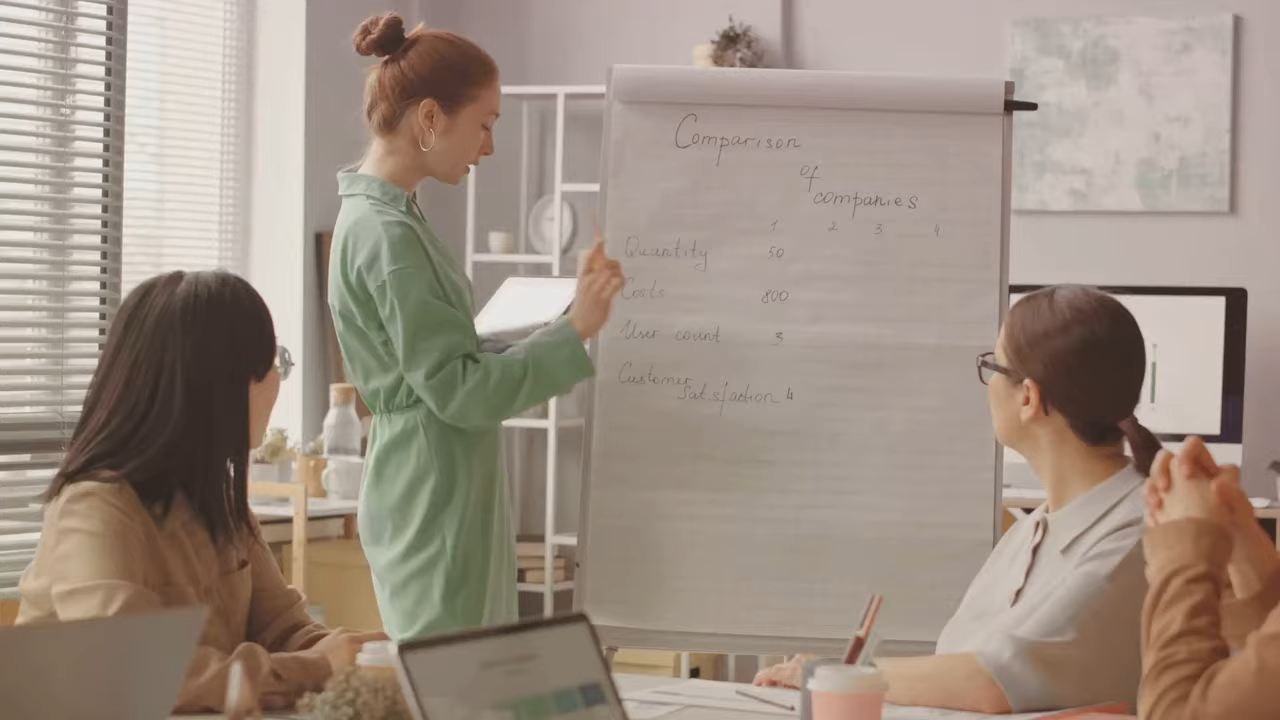 Comparison
of
companies
1 2 3 4
Quantity 50
Costs 800
User count 3
Customer
satisfaction 4